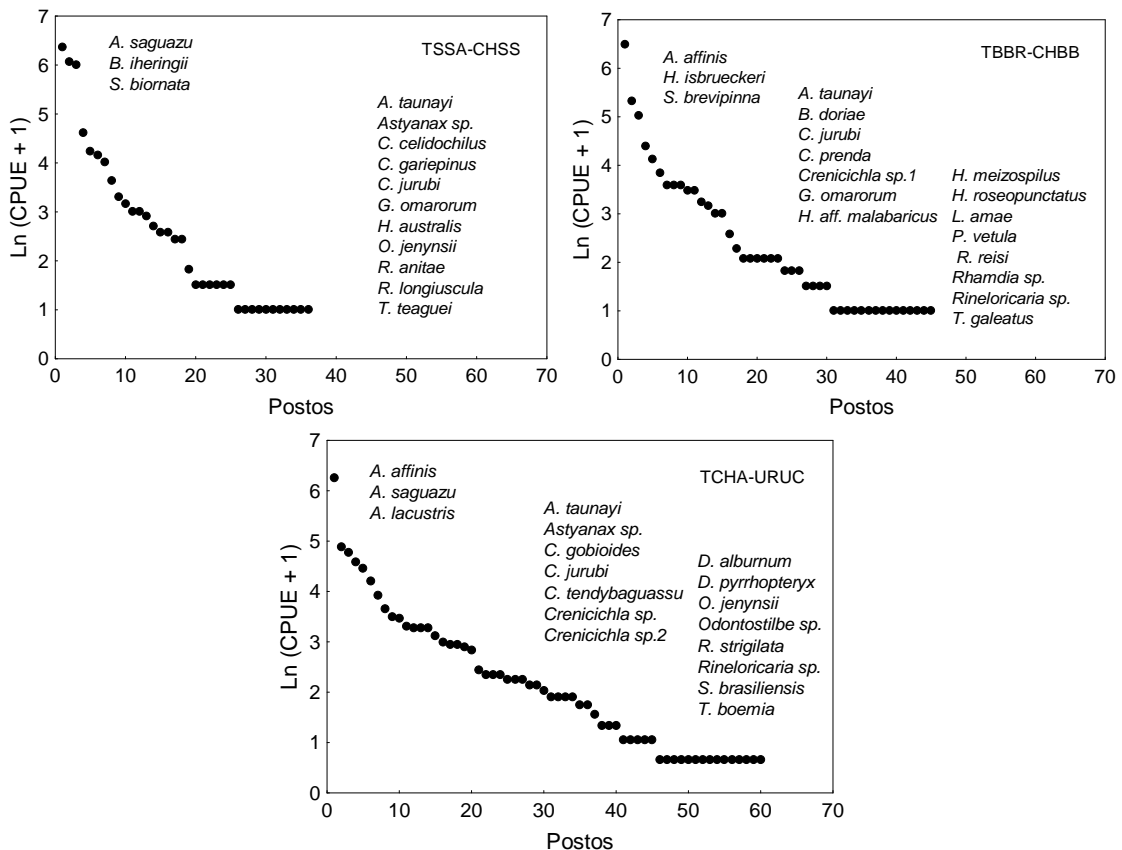 TSSA-CHSS
Ln (CPUE + 1)
7
6
5
4
3
2
1
0
A. saguazu
B. iheringii
S. biornata
A. taunayi
Astyanax sp.
C. celidochilus
C. gariepinus
C. jurubi
G. omarorum
H. australis
O. jenynsii
R. anitae
R. longiuscula
T. teaguei
0 10 20 30 40 50 60 70
Postos
TBBR-CHBB
Ln (CPUE + 1)
7
6
5
4
3
2
1
0
A. affinis
H. isbrueckeri
S. brevipinna
A. taunayi
B. doriae
C. jurubi
C. prenda
Crenicichla sp.1
G. omarorum
H. aff. malabaricus
H. meizospilus
H. roseopunctatus
L. amae
P. vetula
R. reisi
Rhamdia sp.
Rineloricaria sp.
T. galeatus
0 10 20 30 40 50 60 70
Postos
TCHA-URUC
Ln (CPUE + 1)
7
6
5
4
3
2
1
0
A. affinis
A. saguazu
A. lacustris
A. taunayi
Astyanax sp.
C. gobioides
C. jurubi
C. tendybaguassu
Crenicichla sp.
Crenicichla sp.2
D. alburnum
D. pyrrhopteryx
O. jenynsii
Odontostilbe sp.
R. strigilata
Rineloricaria sp.
S. brasiliensis
T. boemia
0 10 20 30 40 50 60 70
Postos